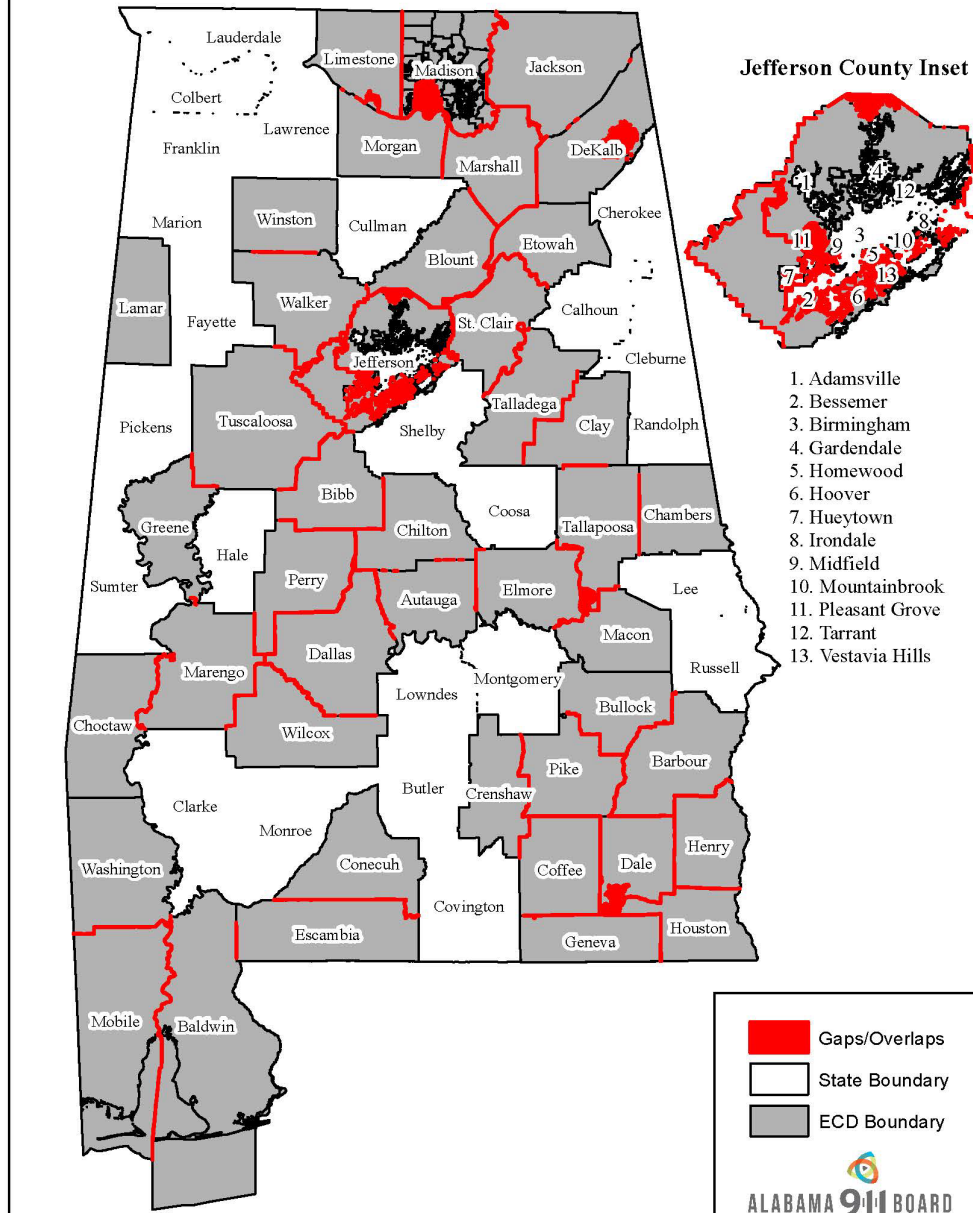 Lauderdale
Limestone
Madison
Jackson
Colbert
Lawrence
Franklin
Morgan
DeKalb
Marshall
Marion
Winston
Cullman
Cherokee
Etowah
Blount
Lamar
Walker
Fayette
St. Clair
Calhoun
Jefferson
Cleburne
Talladega
Pickens
Tuscaloosa
Shelby
Clay
Randolph
Bibb
Greene
Coosa
Chambers
Tallapoosa
Chilton
Hale
Perry
Sumter
Autauga
Elmore
Lee
Macon
Dallas
Marengo
Russell
Montgomery
Lowndes
Bullock
Choctaw
Wilcox
Barbour
Pike
Butler
Crenshaw
Clarke
Monroe
Henry
Conecuh
Washington
Coffee
Dale
Covington
Houston
Escambia
Geneva
Mobile
Baldwin
Jefferson County Inset
1
4
12
8
11
3
9
10
5
7
13
2
6
1. Adamsville
2. Bessemer
3. Birmingham
4. Gardendale
5. Homewood
6. Hoover
7. Hueytown
8. Irondale
9. Midfield
10. Mountainbrook
11. Pleasant Grove
12. Tarrant
13. Vestavia Hills
Gaps/Overlaps
State Boundary
ECD Boundary
ALABAMA 911 BOARD